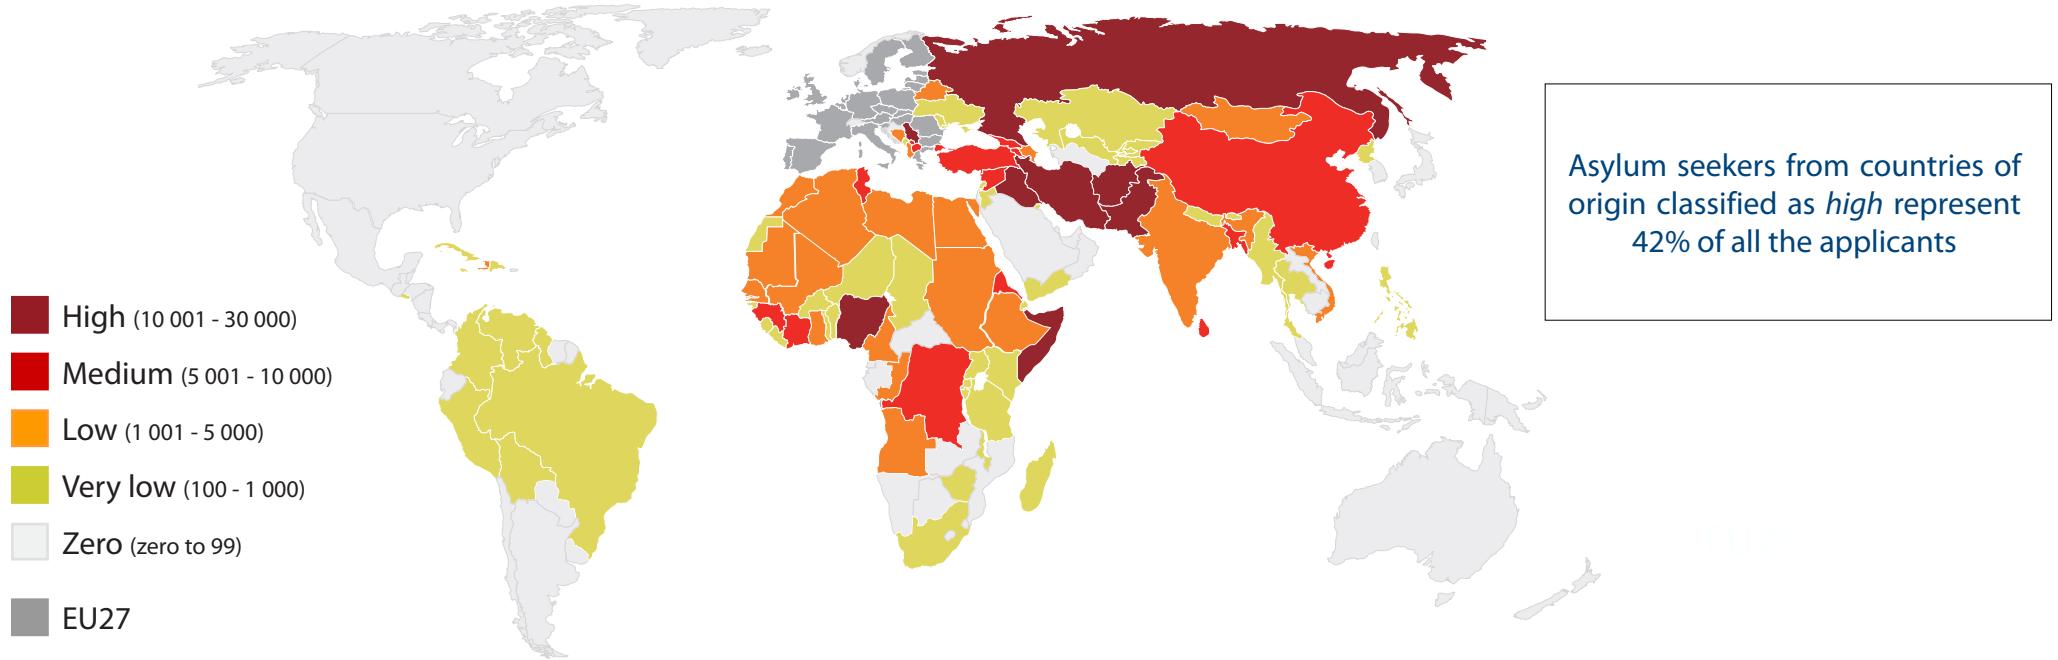 High (10 001 - 30 000)
Medium (5 001 - 10 000)
Low (1 001 - 5 000)
Very low (100 - 1 000)
Zero (zero to 99)
EU27
Asylum seekers from countries of
origin classified as high represent
42% of all the applicants